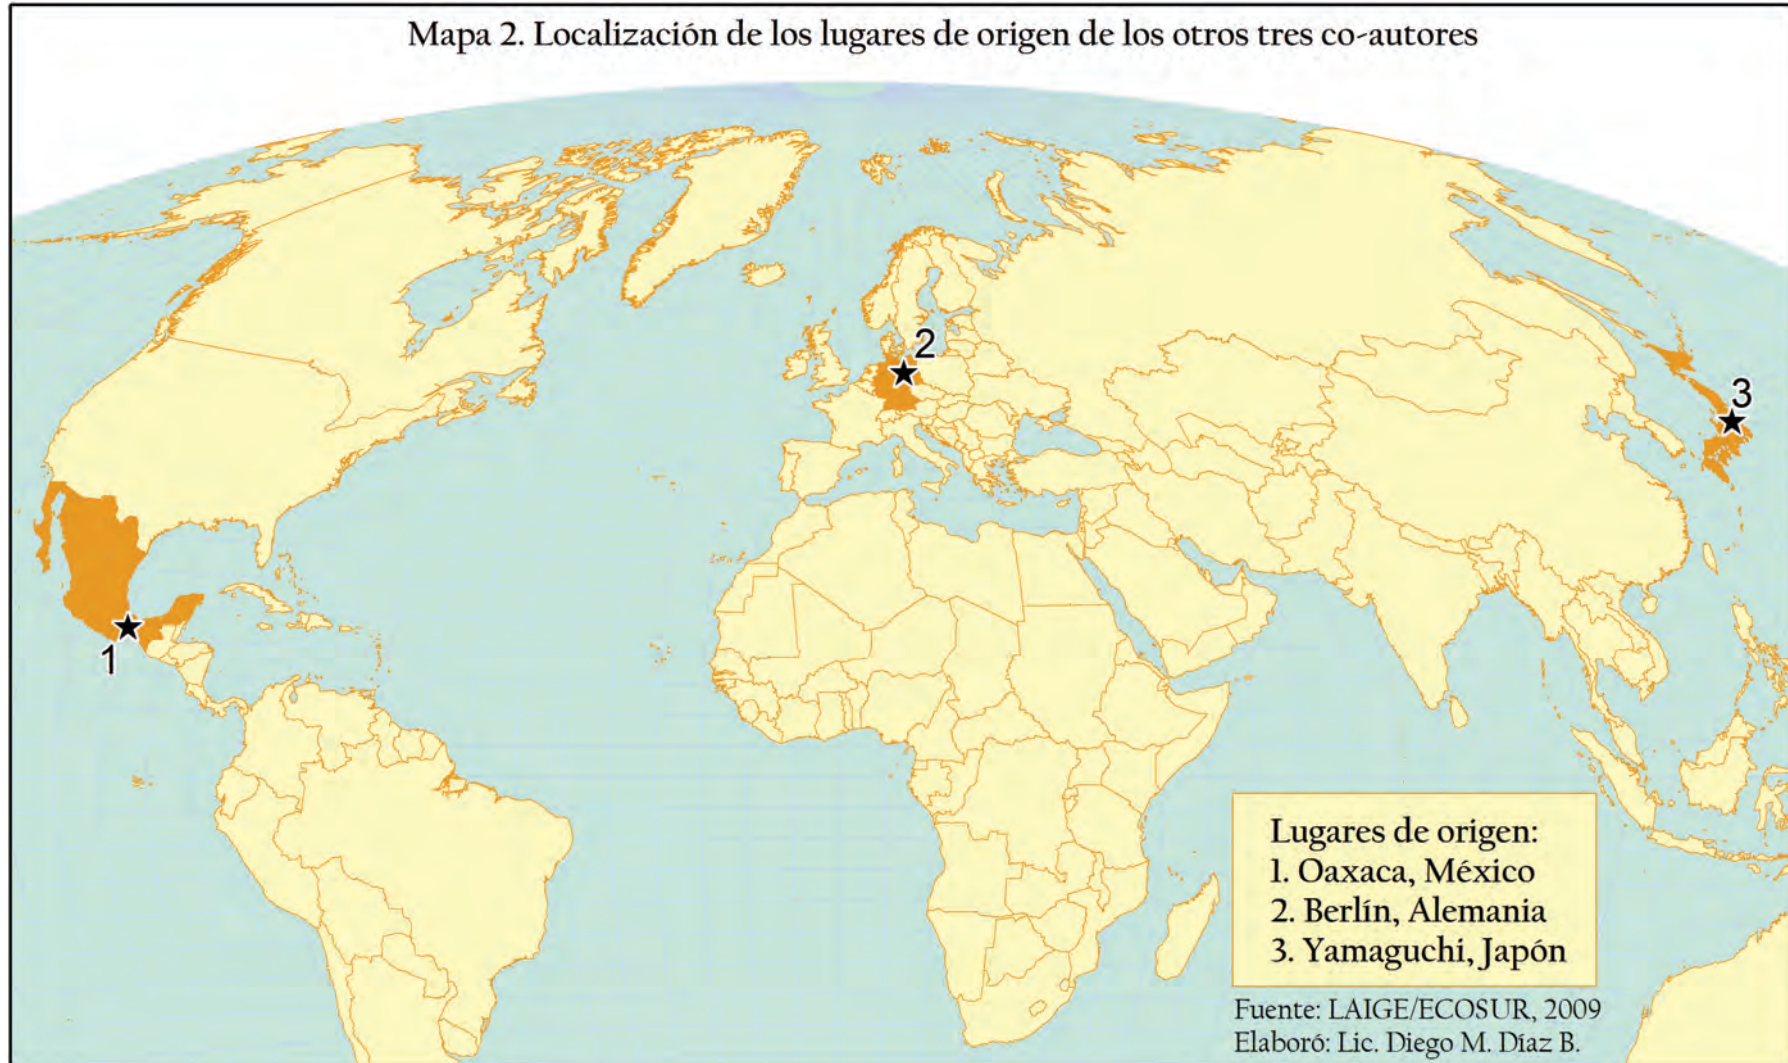 Mapa 2. Localización de los lugares de origen de los otros tres co-autores
2
3
1
Lugares de origen:
1. Oaxaca, México
2. Berlín, Alemania
3. Yamaguchi, Japón
Fuente: LAIGE/ECOSUR, 2009
Elaboró: Lic. Diego M. Díaz B.